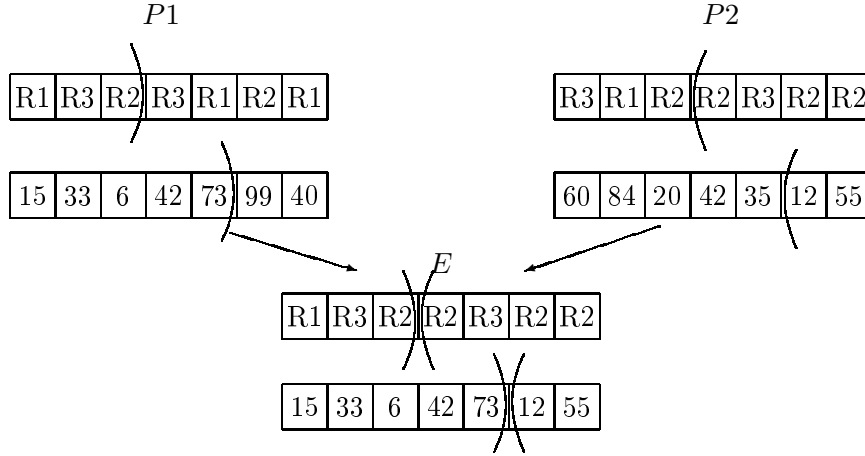 P1 P2
R1 R3 R2 R3 R1 R2 R1 R3 R1 R2 R2 R3 R2 R2
15 33 6 42 73 99 40 60 84 20 42 35 12 55
E
R1 R3 R2 R2 R3 R2 R2
15 33 6 42 73 12 55